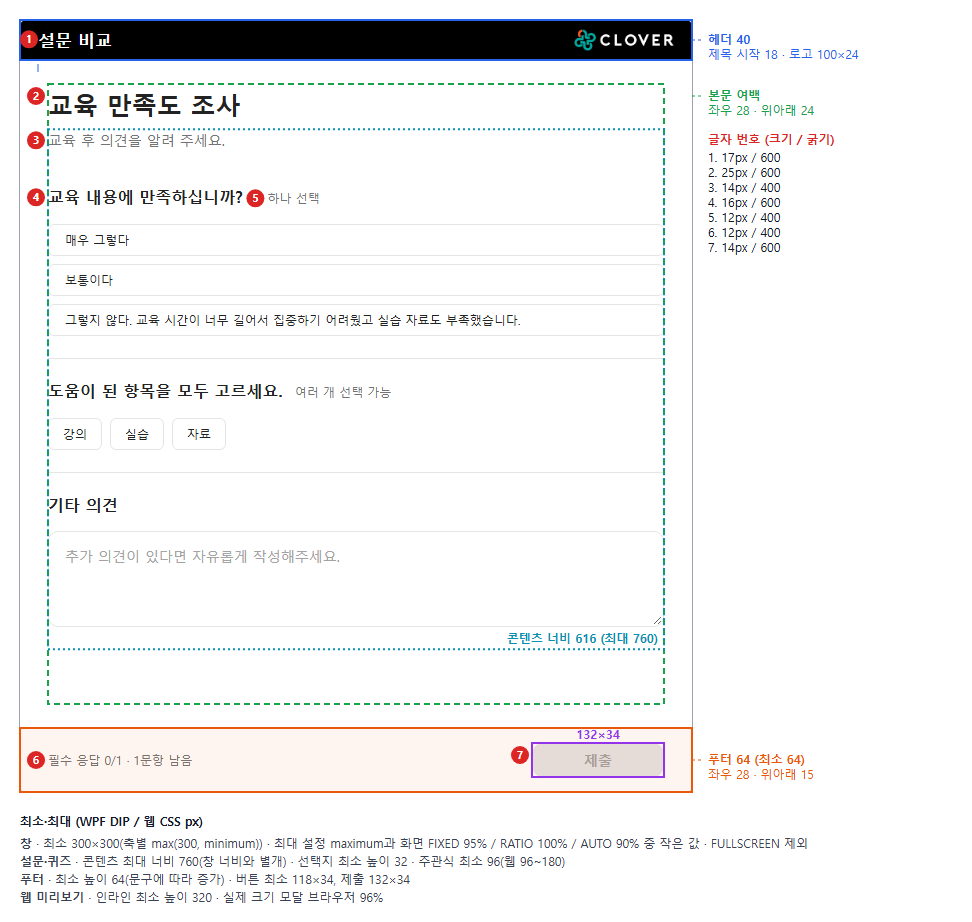 1 설문 비교
CLOVER
헤더 40
제목 시작 18 · 로고 100×24
2 교육 만족도 조사
본문 여백
좌우 28 · 위아래 24
3 교육 후 의견을 알려 주세요.
글자 번호 (크기 / 굵기)
1. 17px / 600
2. 25px / 600
3. 14px / 400
4. 16px / 600
5. 12px / 400
6. 12px / 400
7. 14px / 600
4 교육 내용에 만족하십니까? 5 하나 선택
매우 그렇다
보통이다
그렇지 않다. 교육 시간이 너무 길어서 집중하기 어려웠고 실습 자료도 부족했습니다.
도움이 된 항목을 모두 고르세요. 여러 개 선택 가능
강의
실습
자료
기타 의견
추가 의견이 있다면 자유롭게 작성해주세요.
콘텐츠 너비 616 (최대 760)
132×34
6 필수 응답 0/1 · 1문항 남음
7 제출
푸터 64 (최소 64)
좌우 28 · 위아래 15
최소·최대 (WPF DIP / 웹 CSS px)
창 · 최소 300×300(축별 max(300, minimum)) · 최대 설정 maximum과 화면 FIXED 95% / RATIO 100% / AUTO 90% 중 작은 값 · FULLSCREEN 제외
설문·퀴즈 · 콘텐츠 최대 너비 760(창 너비와 별개) · 선택지 최소 높이 32 · 주관식 최소 96(웹 96~180)
푸터 · 최소 높이 64(문구에 따라 증가) · 버튼 최소 118×34, 제출 132×34
웹 미리보기 · 인라인 최소 높이 320 · 실제 크기 모달 브라우저 96%